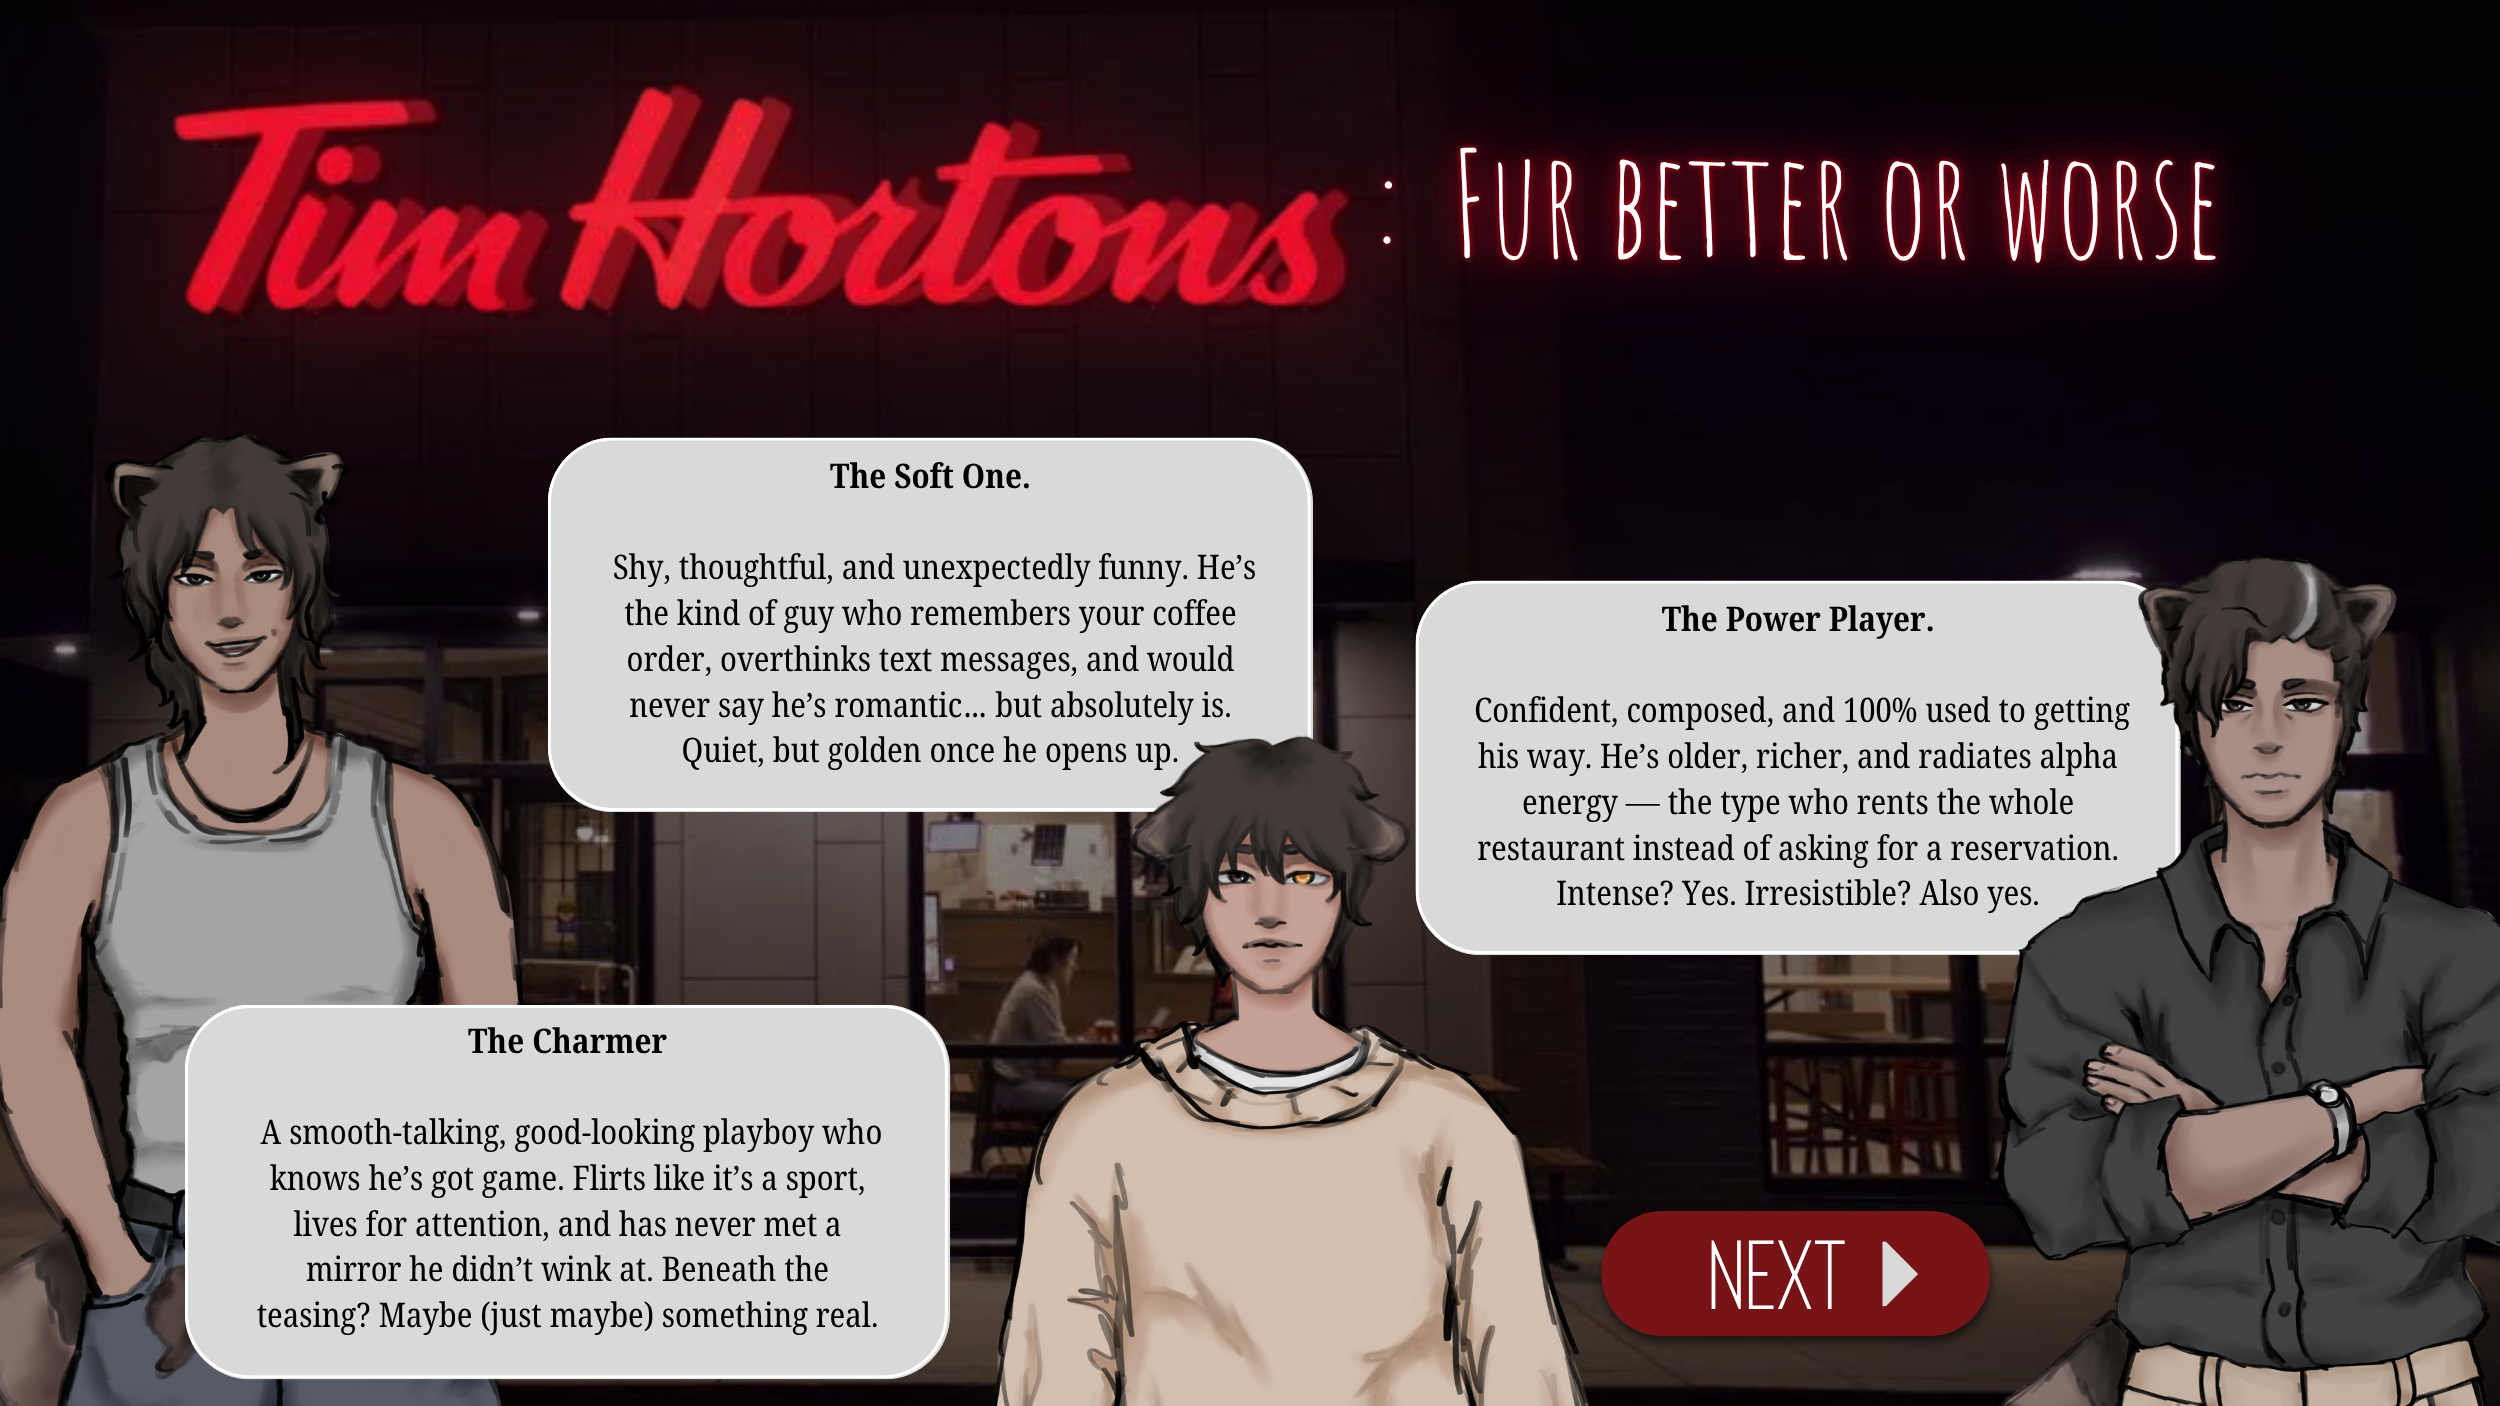 Tim Hortons : FUR BETTER OR WORSE
The Soft One.
Shy, thoughtful, and unexpectedly funny. He’s
the kind of guy who remembers your coffee
order, overthinks text messages, and would
never say he’s romantic... but absolutely is.
Quiet, but golden once he opens up.
The Power Player.
Confident, composed, and 100% used to getting
his way. He’s older, richer, and radiates alpha
energy — the type who rents the whole
restaurant instead of asking for a reservation.
Intense? Yes. Irresistible? Also yes.
The Charmer
A smooth-talking, good-looking playboy who
knows he’s got game. Flirts like it’s a sport,
lives for attention, and has never met a
mirror he didn’t wink at. Beneath the
teasing? Maybe (just maybe) something real.
NEXT